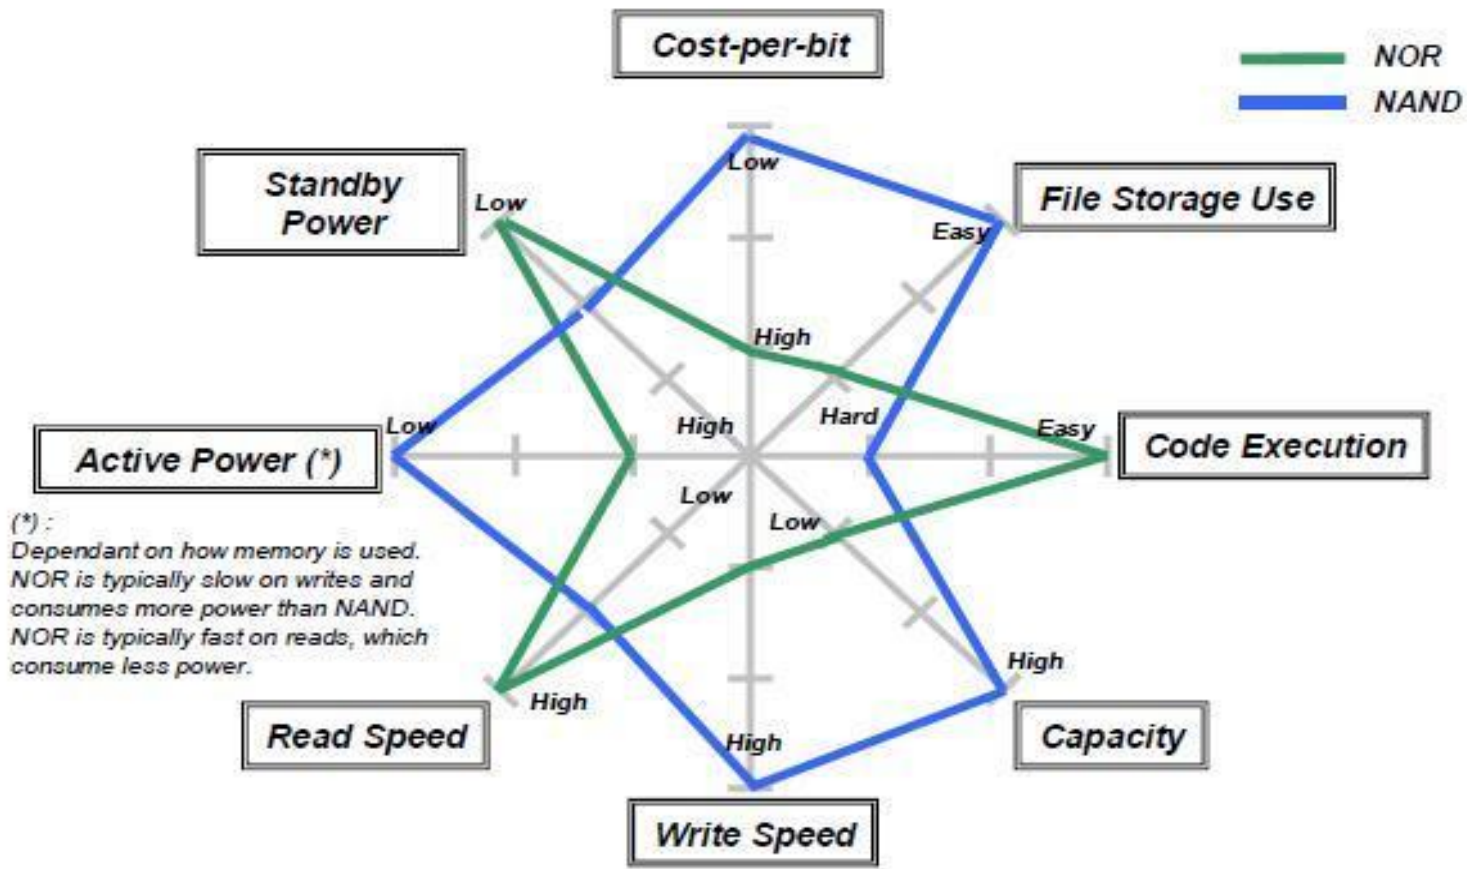 Cost-per-bit
NOR
NAND
Standby
Power
Low
Low
File Storage Use
Easy
High
High
Hard
Easy
Low
Active Power (*)
Code Execution
Low
Low
(*) :
Dependant on how memory is used.
NOR is typically slow on writes and
consumes more power than NAND.
NOR is typically fast on reads, which
consume less power.
High
High
High
Read Speed
Capacity
Write Speed